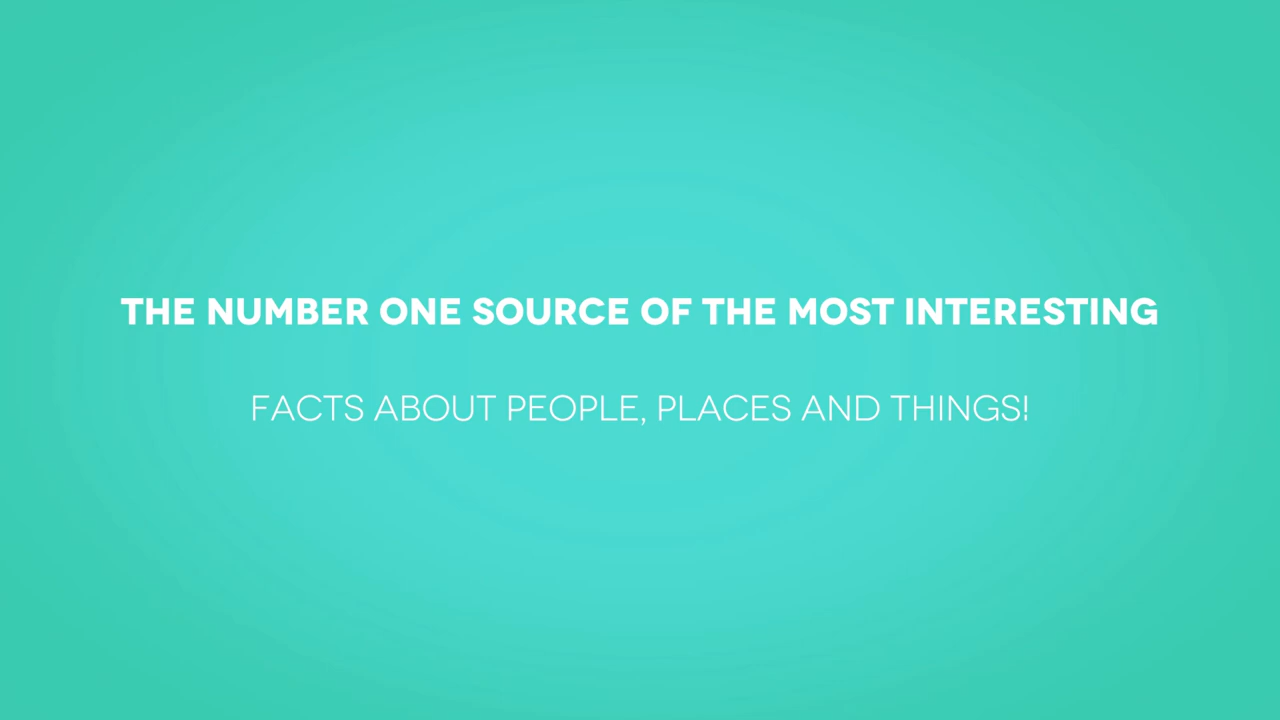 THE NUMBER ONE SOURCE OF THE MOST INTERESTING
FACTS ABOUT PEOPLE, PLACES AND THINGS!